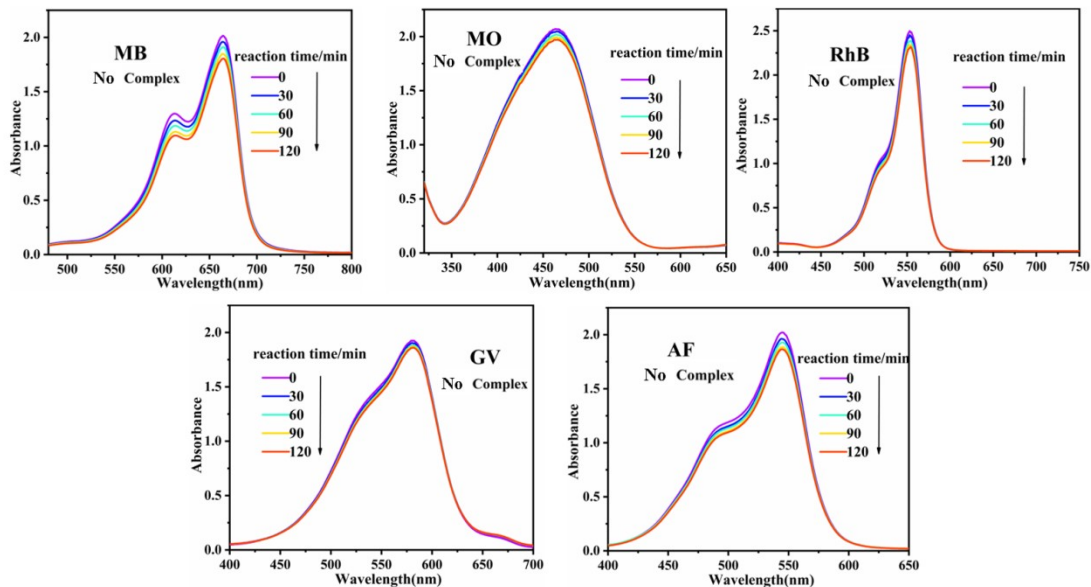 MB
No Complex
reaction time/min
0
30
60
90
120
Absorbance
2.0
1.5
1.0
0.5
0.0
500 550 600 650 700 750 800
Wavelength(nm)
MO
No Complex
reaction time/min
0
30
60
90
120
Absorbance
2.0
1.5
1.0
0.5
0.0
350 400 450 500 550 600 650
Wavelength(nm)
RhB
No Complex
reaction time/min
0
30
60
90
120
Absorbance
2.5
2.0
1.5
1.0
0.5
0.0
400 450 500 550 600 650 700 750
Wavelength(nm)
GV
No Complex
reaction time/min
0
30
60
90
120
Absorbance
2.0
1.5
1.0
0.5
0.0
400 450 500 550 600 650 700
Wavelength(nm)
AF
No Complex
reaction time/min
0
30
60
90
120
Absorbance
2.0
1.5
1.0
0.5
0.0
400 450 500 550 600 650
Wavelength(nm)